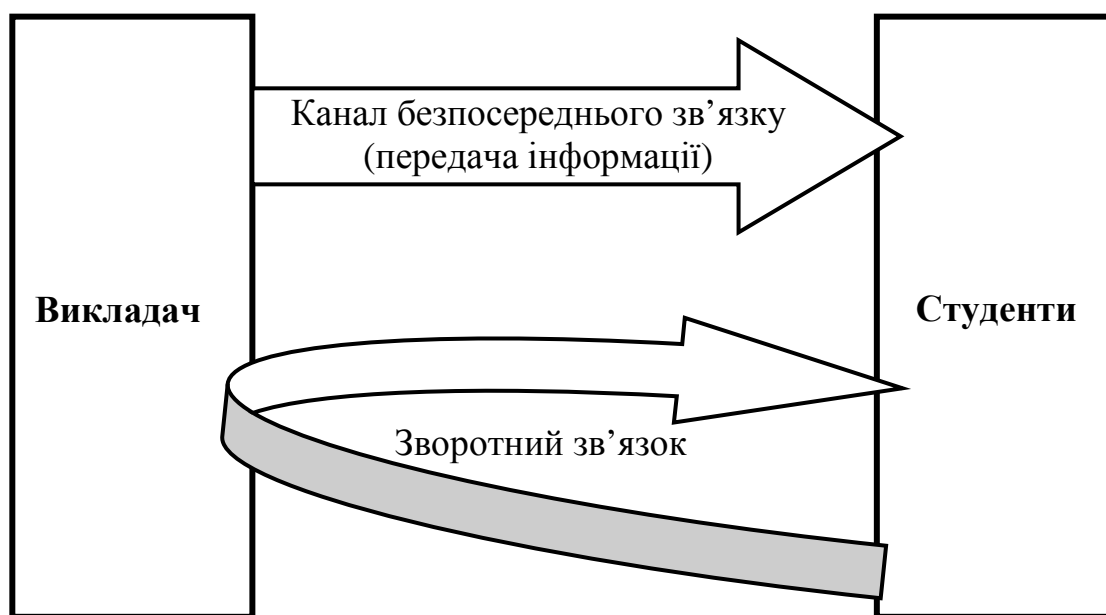 Канал безпосереднього зв’язку
(передача інформації)
Викладач
Студенти
Зворотний зв’язок